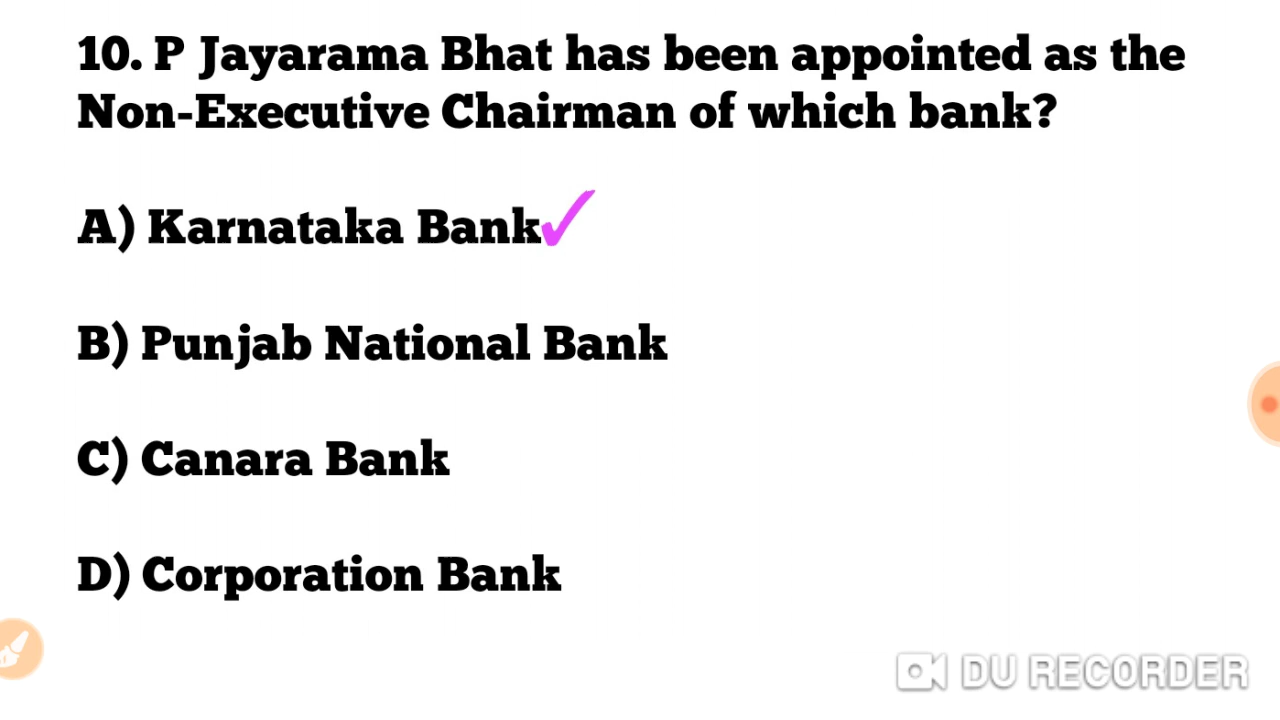 10. P Jayarama Bhat has been appointed as the
Non-Executive Chairman of which bank?
A) Karnataka Bank
B) Punjab National Bank
C) Canara Bank
D) Corporation Bank
DU RECORDER